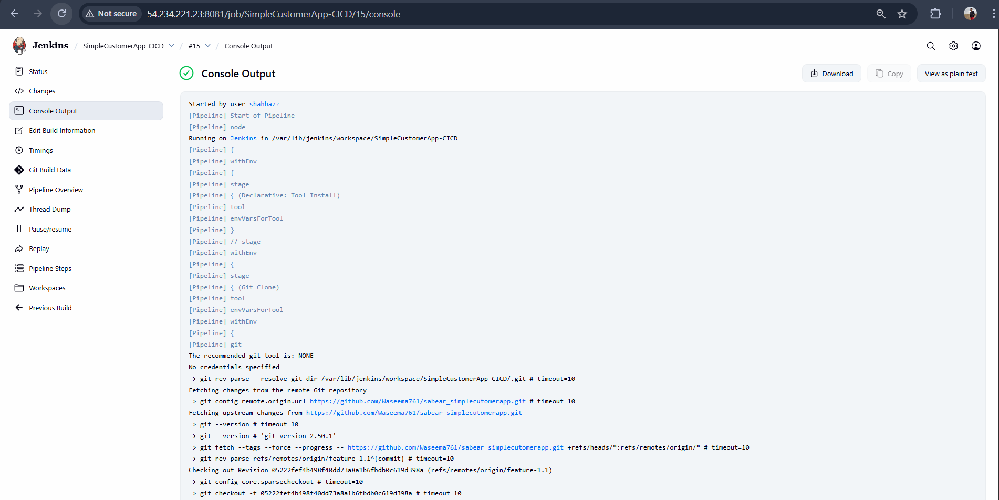 Not secure 54.234.221.23:8081/job/SimpleCustomerApp-CICD/15/console
Jenkins / SimpleCustomerApp-CICD / #15 / Console Output
Status
Changes
Console Output
Edit Build Information
Timings
Git Build Data
Pipeline Overview
Thread Dump
Pause/resume
Replay
Pipeline Steps
Workspaces
Previous Build
Console Output
Download
Copy
View as plain text
Started by user shahbazz
[Pipeline] Start of Pipeline
[Pipeline] node
Running on Jenkins in /var/lib/jenkins/workspace/SimpleCustomerApp-CICD
[Pipeline] {
[Pipeline] withEnv
[Pipeline] {
[Pipeline] stage
[Pipeline] { (Declarative: Tool Install)
[Pipeline] tool
[Pipeline] envVarsForTool
[Pipeline] }
[Pipeline] // stage
[Pipeline] withEnv
[Pipeline] {
[Pipeline] stage
[Pipeline] { (Git Clone)
[Pipeline] tool
[Pipeline] envVarsForTool
[Pipeline] withEnv
[Pipeline] {
[Pipeline] git
The recommended git tool is: NONE
No credentials specified
> git rev-parse --resolve-git-dir /var/lib/jenkins/workspace/SimpleCustomerApp-CICD/.git # timeout=10
Fetching changes from the remote Git repository
> git config remote.origin.url https://github.com/Waseema761/sabear_simplecutomerapp.git # timeout=10
Fetching upstream changes from https://github.com/Waseema761/sabear_simplecutomerapp.git
> git --version # timeout=10
> git --version # 'git version 2.50.1'
> git fetch --tags --force --progress -- https://github.com/Waseema761/sabear_simplecutomerapp.git +refs/heads/*:refs/remotes/origin/* # timeout=10
> git rev-parse refs/remotes/origin/feature-1.1^{commit} # timeout=10
Checking out Revision 05222fef4b498f40dd73a8a1b6fbdb0c619d398a (refs/remotes/origin/feature-1.1)
> git config core.sparsecheckout # timeout=10
> git checkout -f 05222fef4b498f40dd73a8a1b6fbdb0c619d398a # timeout=10